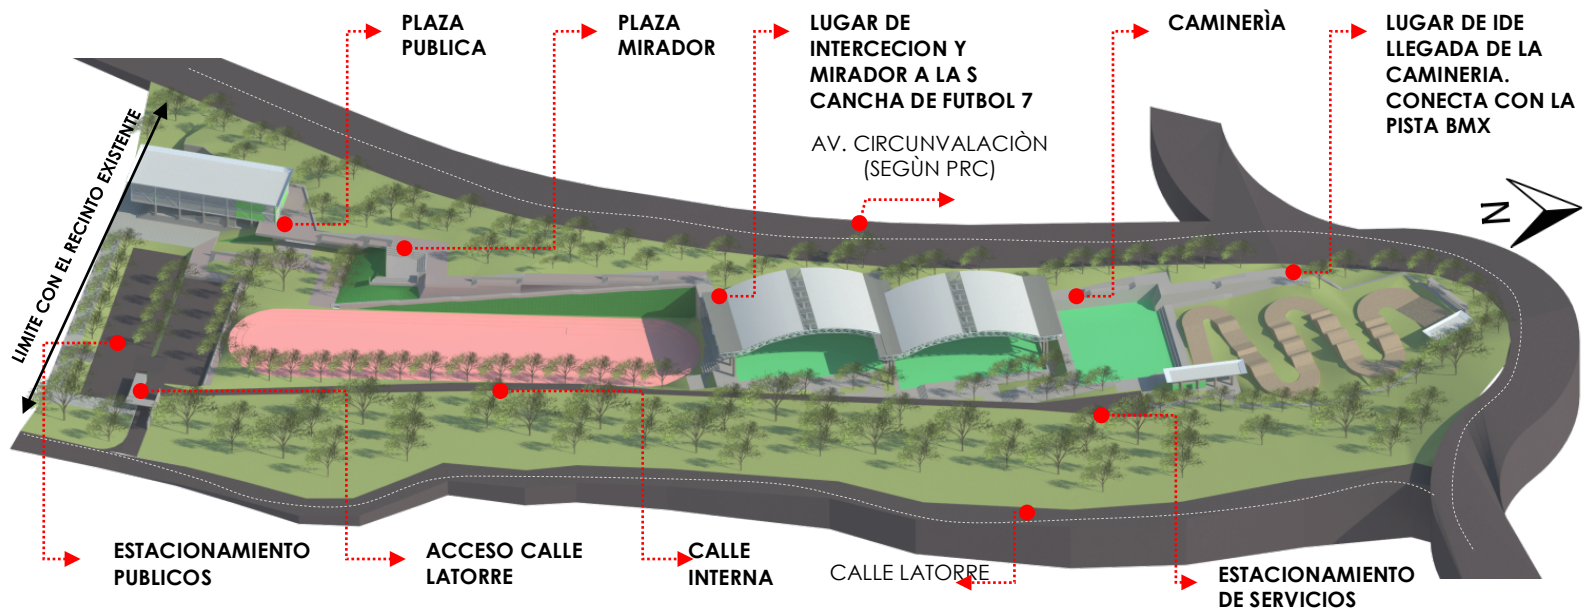 PLAZA
PUBLICA
PLAZA
MIRADOR
LUGAR DE
INTERCECION Y
MIRADOR A LA S
CANCHA DE FUTBOL 7
CAMINERÌA
LUGAR DE IDE
LLEGADA DE LA
CAMINERIA.
CONECTA CON LA
PISTA BMX
AV. CIRCUNVALACIÒN
(SEGÙN PRC)
LIMITE CON EL RECINTO EXISTENTE
N
ESTACIONAMIENTO
PUBLICOS
ACCESO CALLE
LATORRE
CALLE
INTERNA
CALLE LATORRE
ESTACIONAMIENTO
DE SERVICIOS